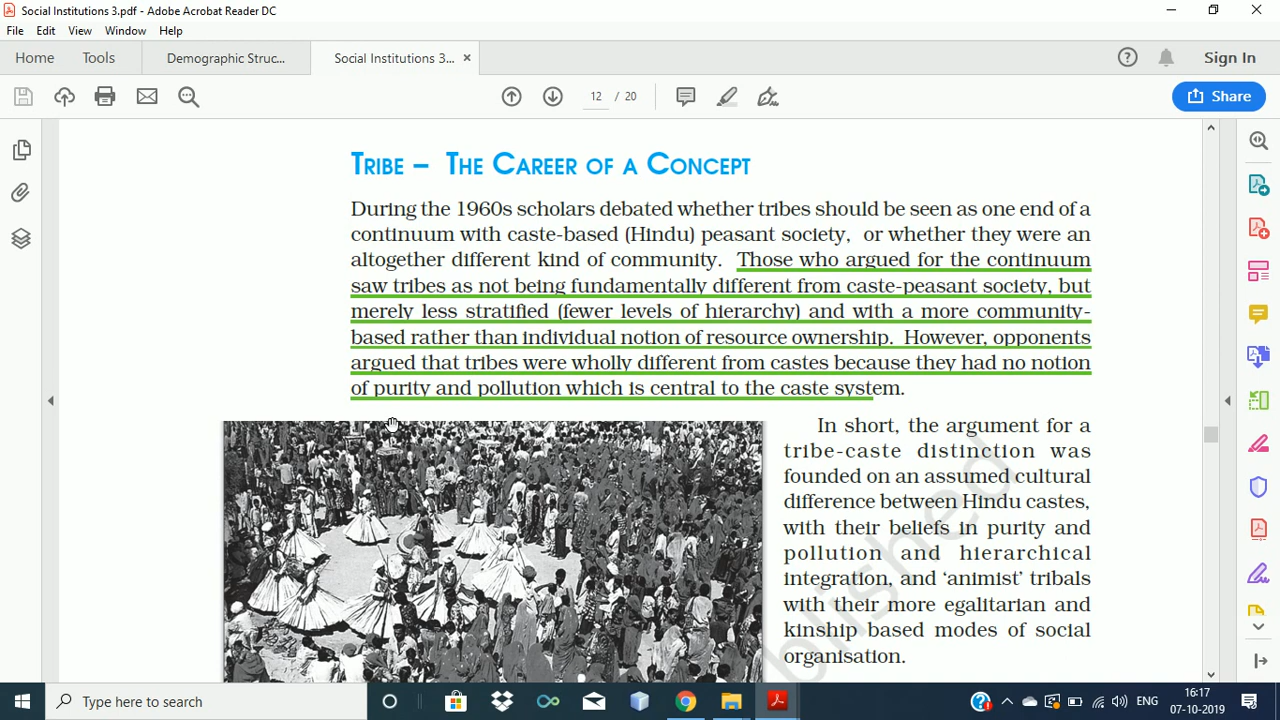 Social Institutions 3.pdf - Adobe Acrobat Reader DC
File Edit View Window Help
Home Tools Demographic Struc... Social Institutions 3... ×
12 / 20
Sign In
Share
TRIBE – THE CAREER OF A CONCEPT
During the 1960s scholars debated whether tribes should be seen as one end of a
continuum with caste-based (Hindu) peasant society, or whether they were an
altogether different kind of community. Those who argued for the continuum
saw tribes as not being fundamentally different from caste-peasant society, but
merely less stratified (fewer levels of hierarchy) and with a more community-
based rather than individual notion of resource ownership. However, opponents
argued that tribes were wholly different from castes because they had no notion
of purity and pollution which is central to the caste system.
In short, the argument for a
tribe-caste distinction was
founded on an assumed cultural
difference between Hindu castes,
with their beliefs in purity and
pollution and hierarchical
integration, and ‘animist’ tribals
with their more egalitarian and
kinship based modes of social
organisation.
blished
Type here to search
ENG
16:17
07-10-2019